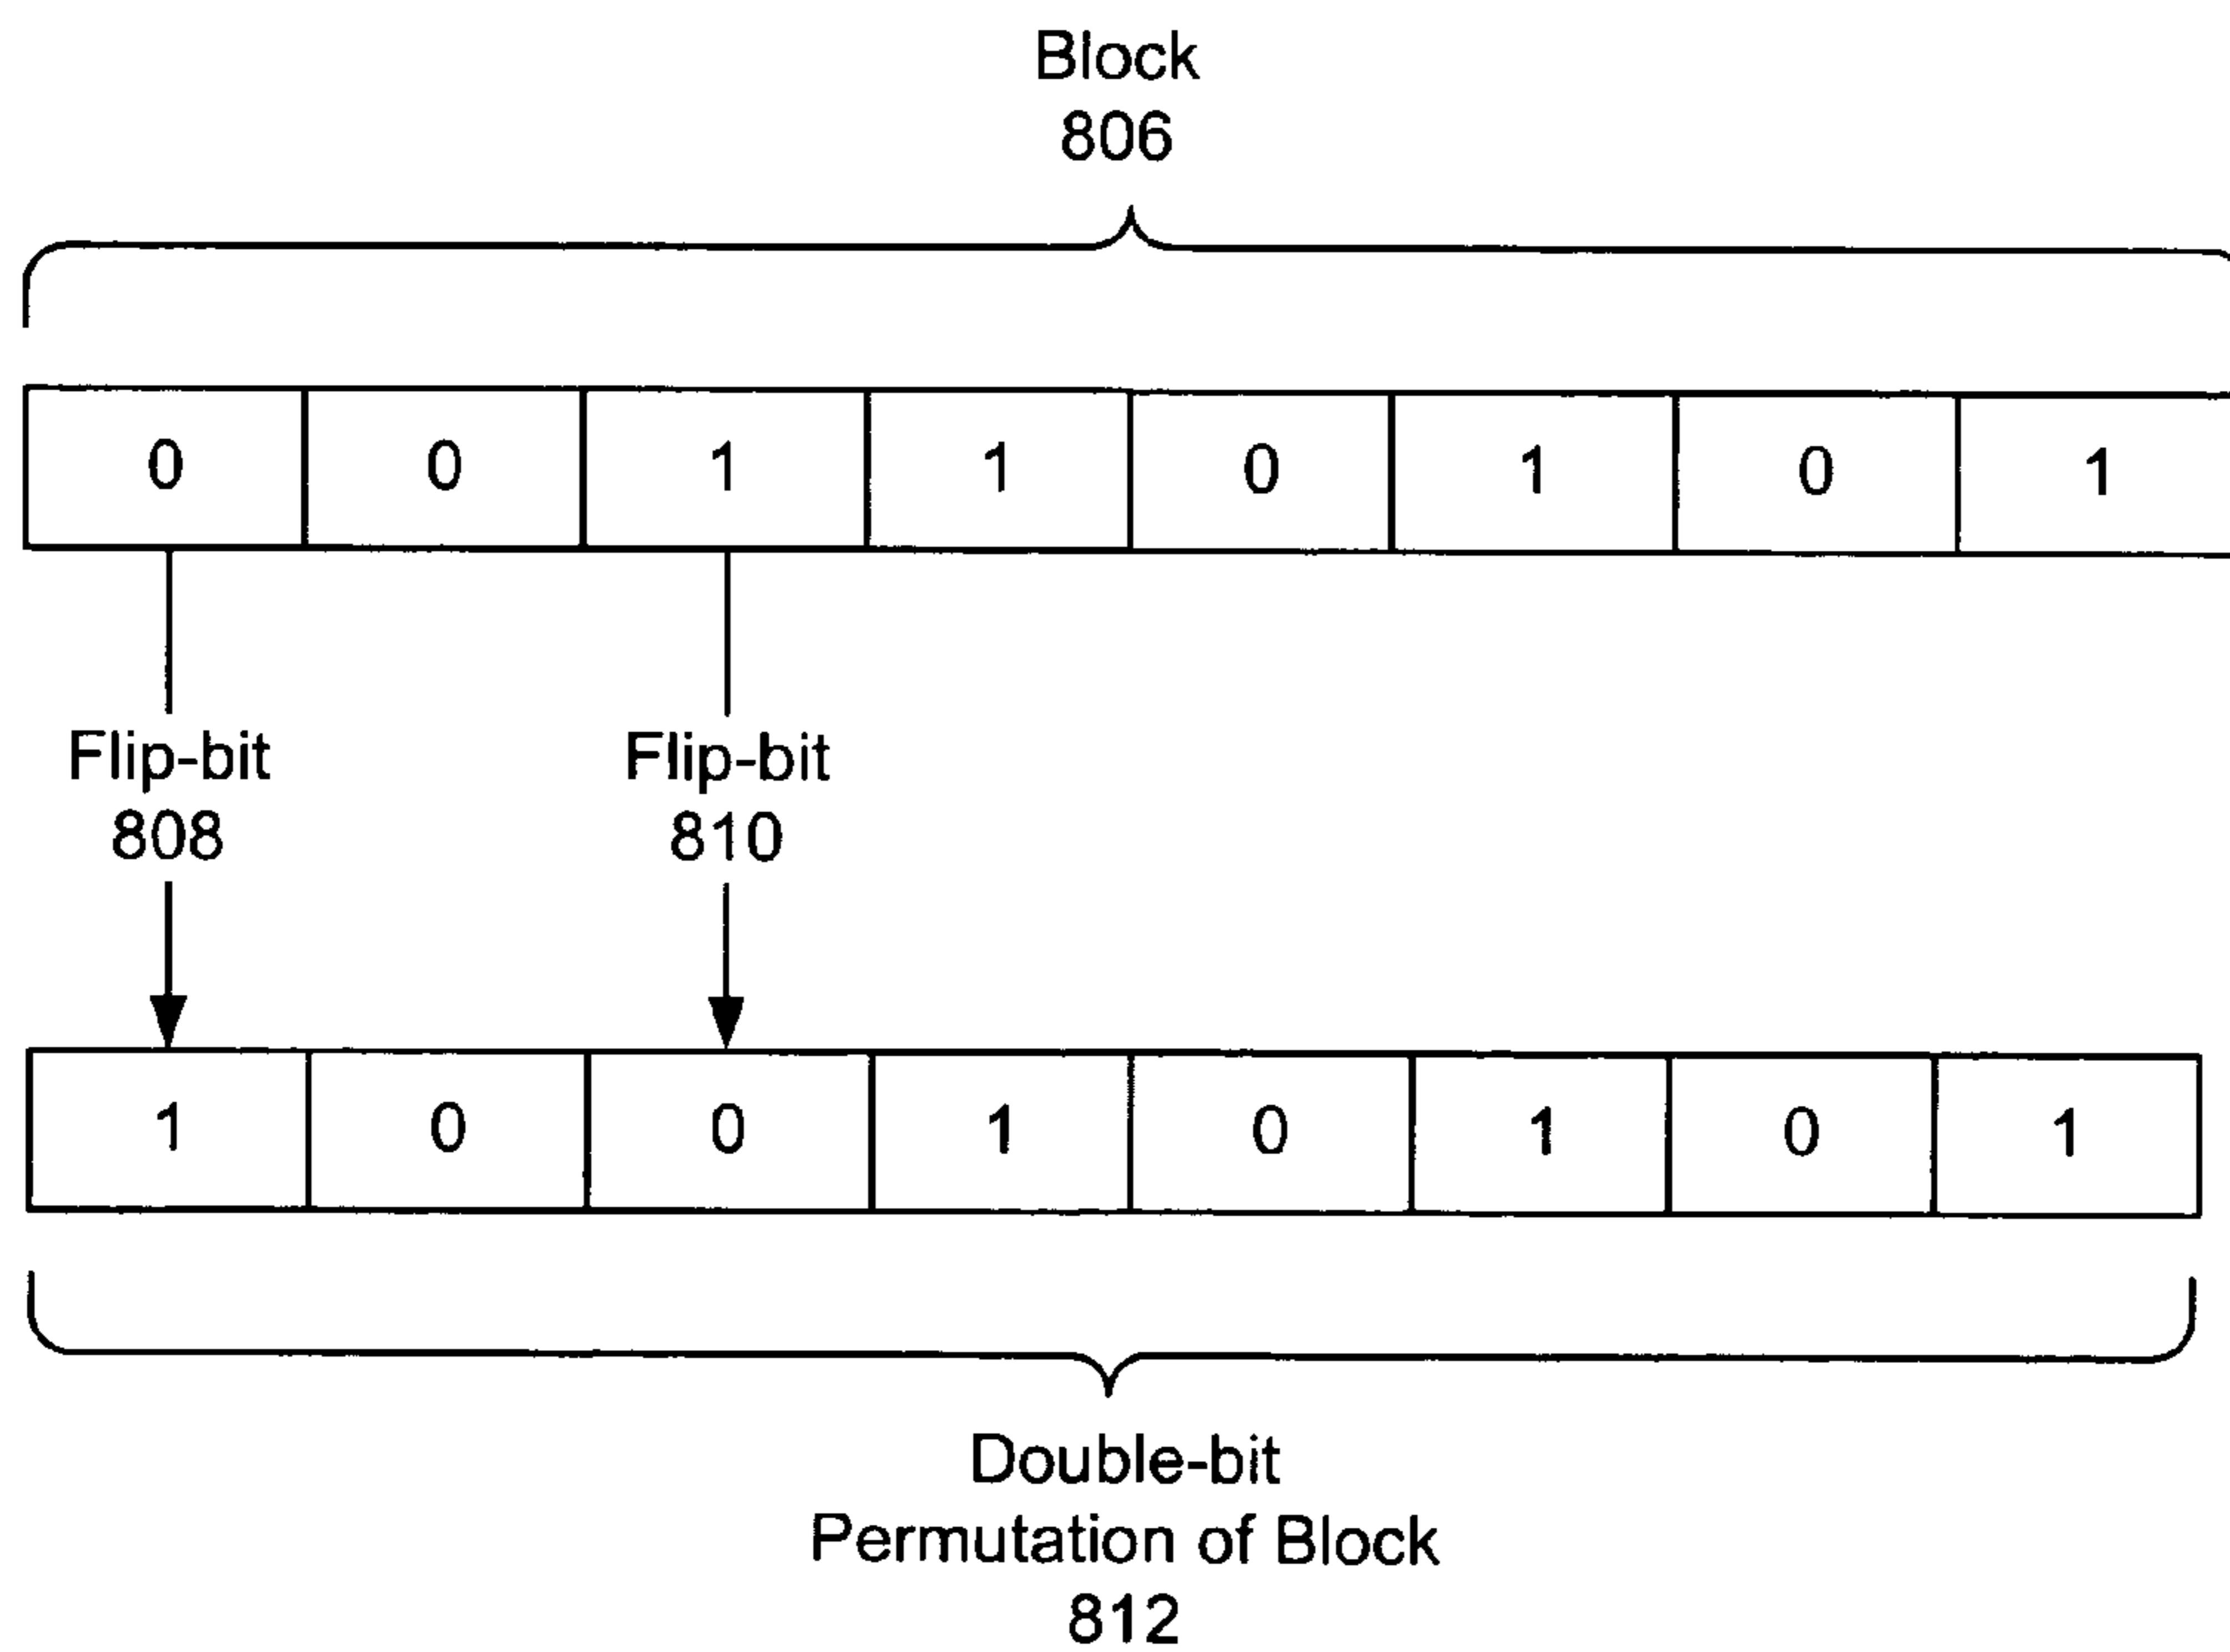 Block
806
0 0 1 1 0 1 0 1
Flip-bit Flip-bit
808 810
1 0 0 1 0 1 0 1
Double-bit
Permutation of Block
812